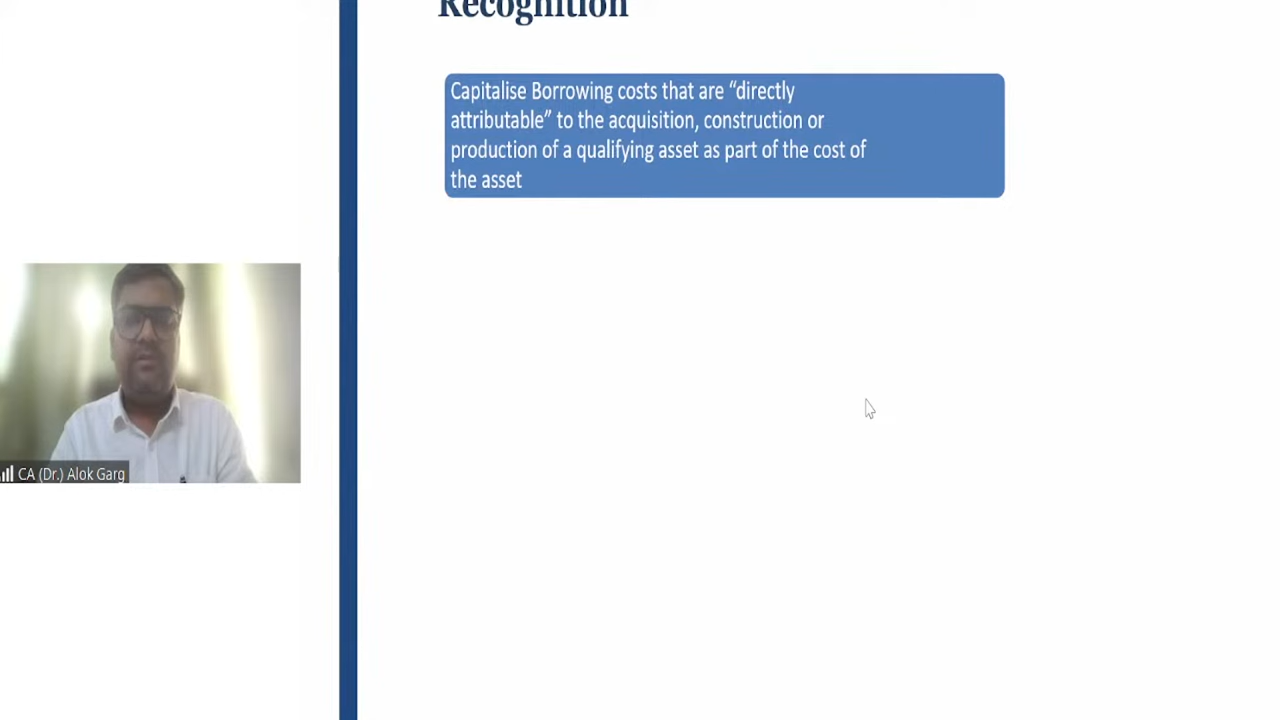 Recognition
Capitalise Borrowing costs that are “directly
attributable” to the acquisition, construction or
production of a qualifying asset as part of the cost of
the asset
CA (Dr.) Alok Garg